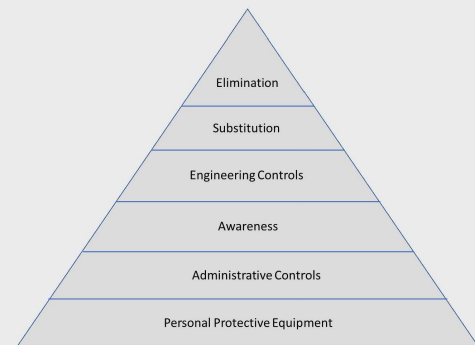 Elimination
Substitution
Engineering Controls
Awareness
Administrative Controls
Personal Protective Equipment